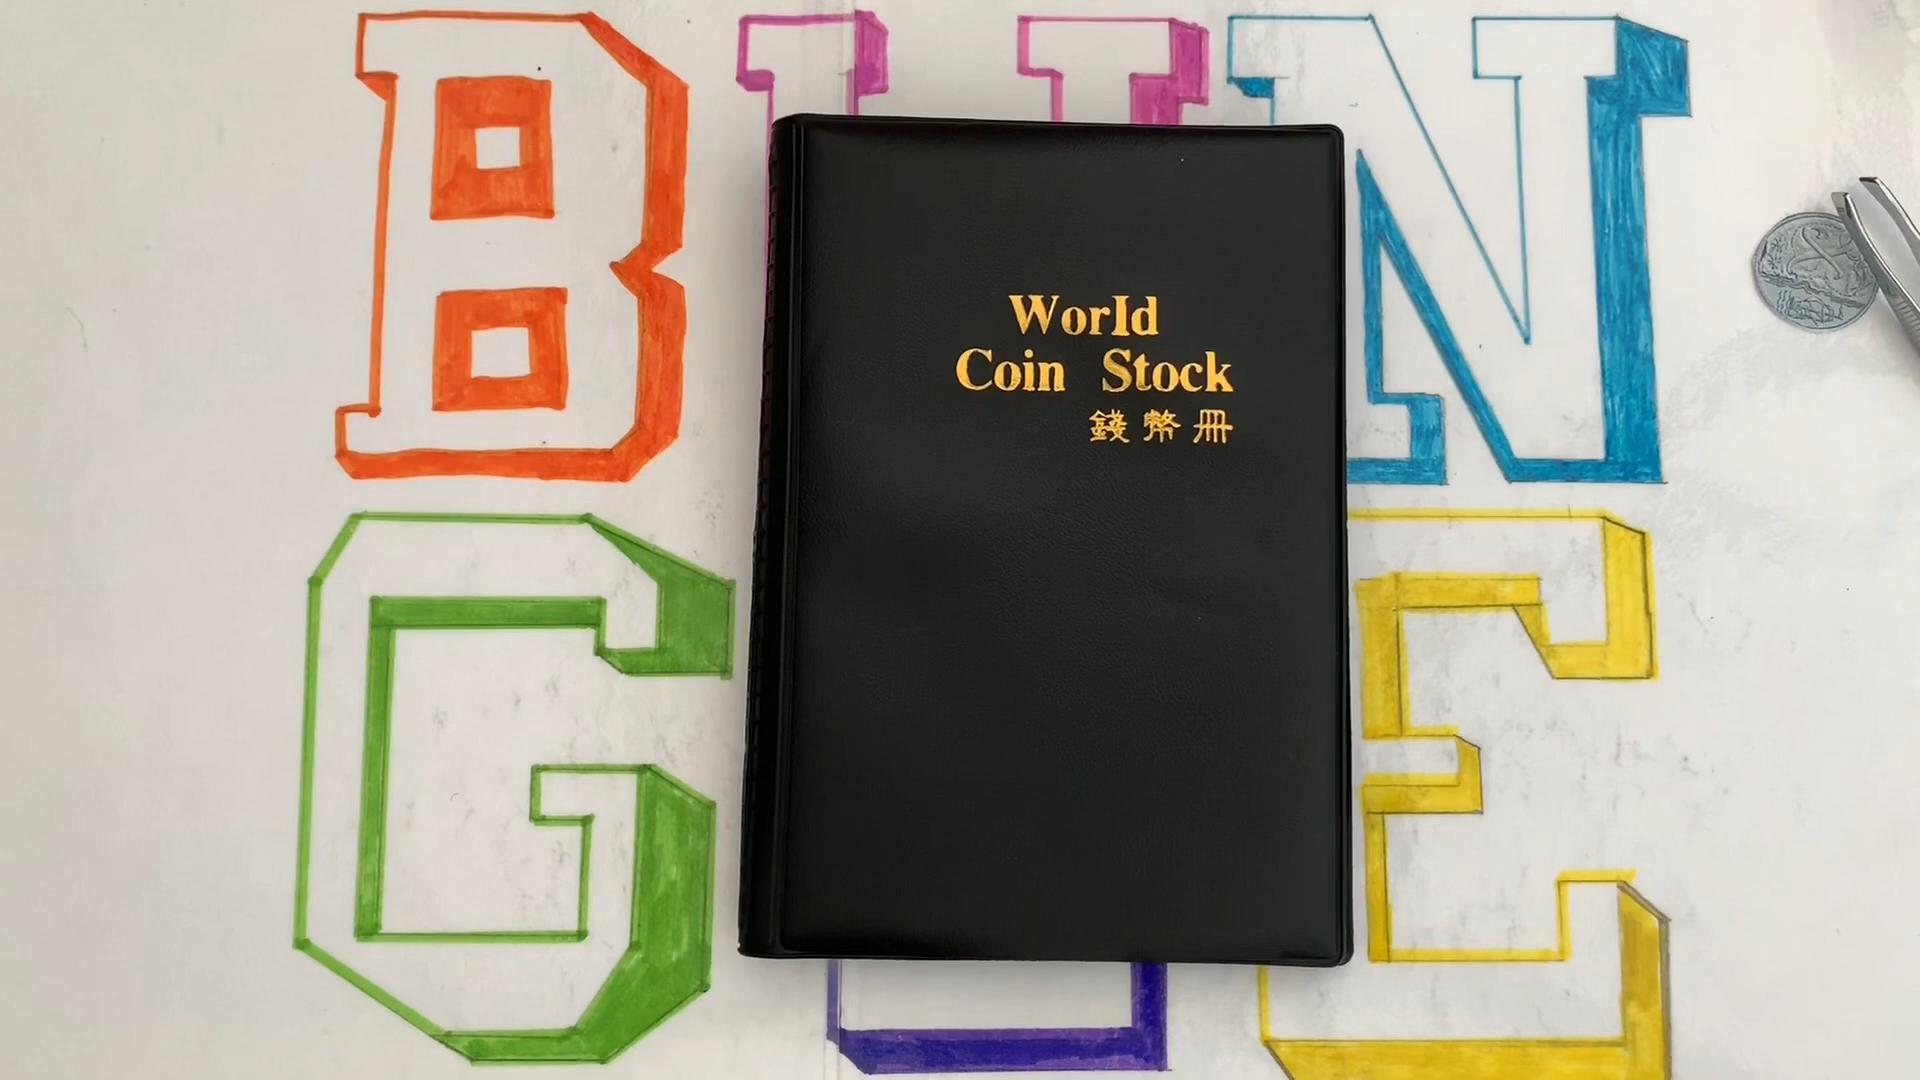 B U N
World
Coin Stock
錢幣冊
G E